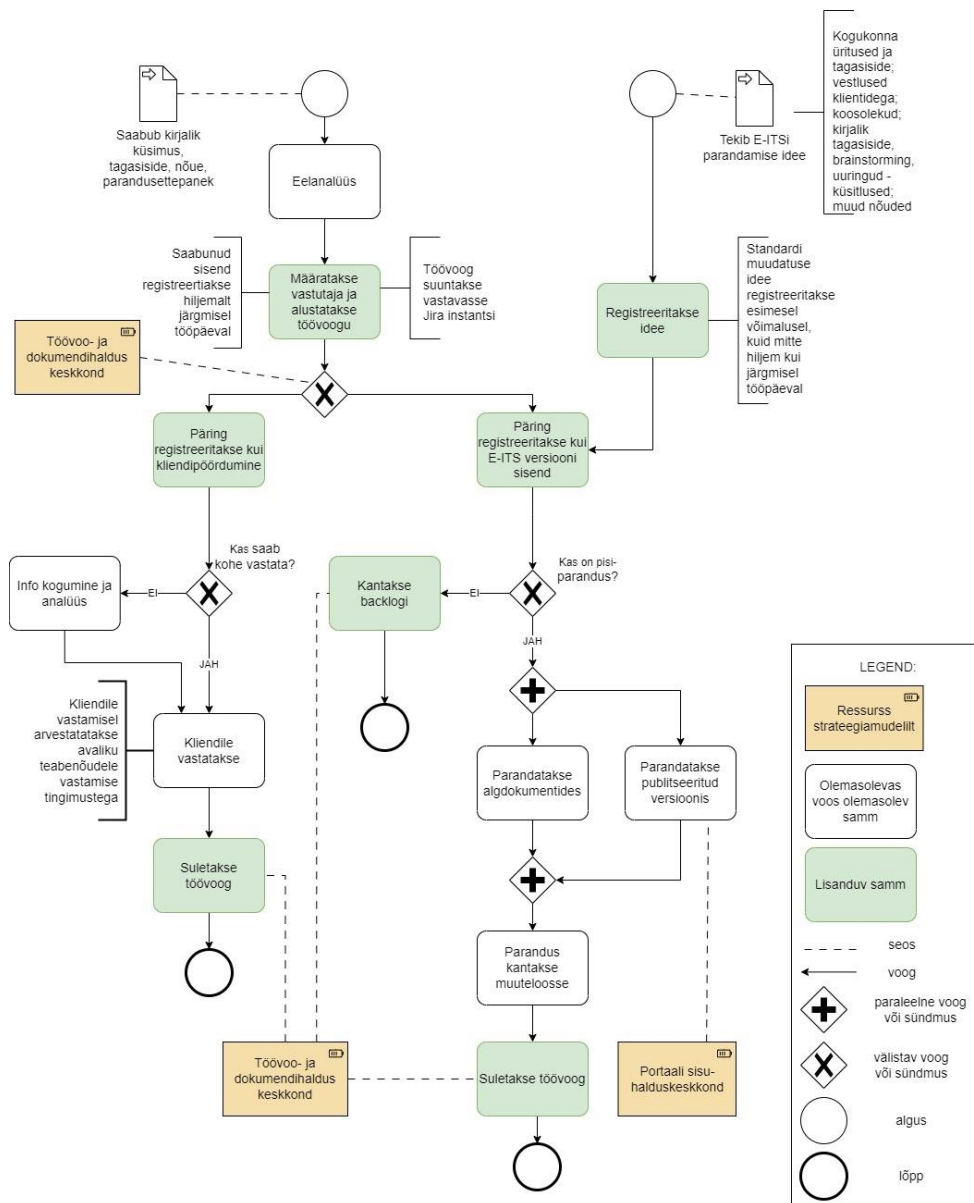 Saabub kirjalik
küsimus,
tagasiside, nõue,
parandusettepanek
Tekib E-ITSi
parandamise idee
Kogukonna
üritused ja
tagasiside;
vestlused
klientidega;
koosolekud;
kirjalik
tagasiside,
brainstorming,
uuringud -
küsitlused;
muud nõuded
Eelanalüüs
Saabunud
sisend
registreertiakse
hiljemalt
järgmisel
tööpäeval
Määratakse
vastutaja ja
alustatakse
töövoogu
Töövoog
suuntakse
vastavasse
Jira instantsi
Registreeritakse
idee
Standardi
muudatuse
idee
registreeritakse
esimesel
võimalusel,
kuid mitte
hiljem kui
järgmisel
tööpäeval
Töövoo- ja
dokumendihaldus
keskkond
Päring
registreeritakse kui
kliendipöördumine
Päring
registreeritakse kui
E-ITS versiooni
sisend
Kas saab
kohe vastata?
Kas on pisi-
parandus?
Info kogumine ja
analüüs
EI
Kantakse
backlogi
EI
JAH
JAH
Kliendile
vastamisel
arvestatatakse
avaliku
teabenõudele
vastamise
tingimustega
Kliendile
vastatakse
Parandatakse
algdokumentides
Parandatakse
publitseeritud
versioonis
Suletakse
töövoog
Parandus
kantakse
muuteloosse
Töövoo- ja
dokumendihaldus
keskkond
Suletakse töövoog
Portaali sisu-
halduskeskkond
LEGEND:
Ressurss
strateegiamudelilt
Olemasolevas
voos olemasolev
samm
Lisanduv samm
seos
voog
paraleelne voog
või sündmus
välistav voog
või sündmus
algus
lõpp